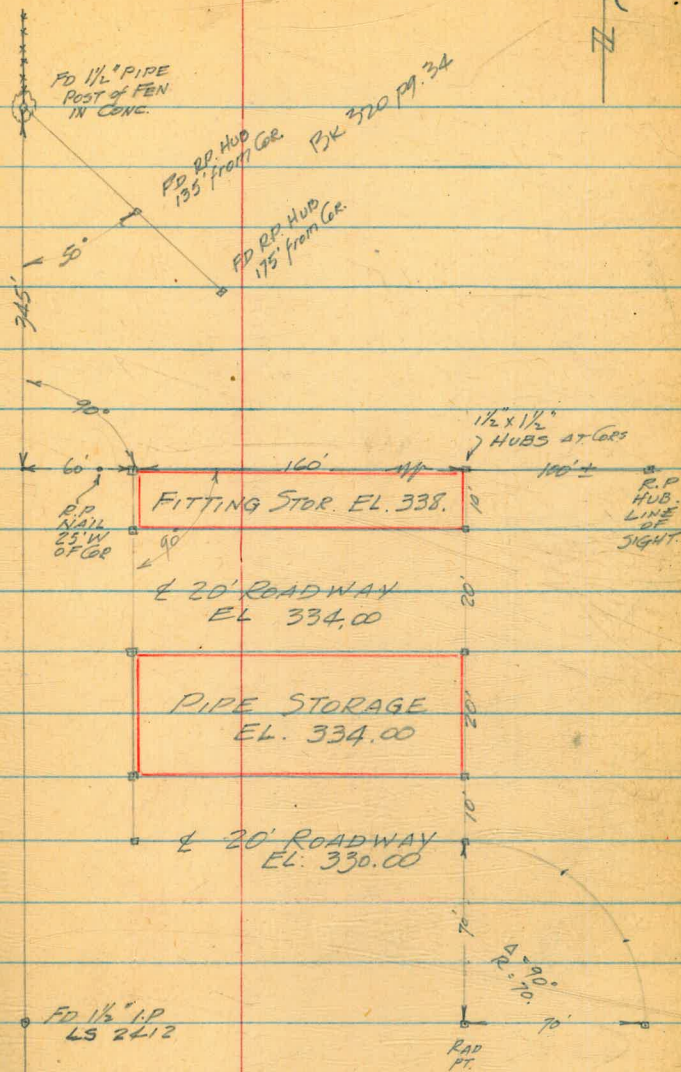 FD 1½" PIPE
POST of FEN
IN CONC.
BK 320 pg. 34
FD R.P. HUB
135' from Cor.
FD R.P. HUB
175' from Cor.
50°
345'
90°
1½" x 1½"
HUBS AT CORS
60'
160'
100' ±
R.P.
NAIL
25' W
OF COR
R.P
HUB.
LINE
OF
SIGHT.
FITTING STOR. EL. 338.
10'
90°
℄ 20' ROADWAY
EL 334.00
20'
PIPE STORAGE
EL. 334.00
20'
10'
℄ 20' ROADWAY
EL. 330.00
70'
Δ = 90°
R = 70.
FD 1½" I.P
LS 2412
70'
RAD
PT.